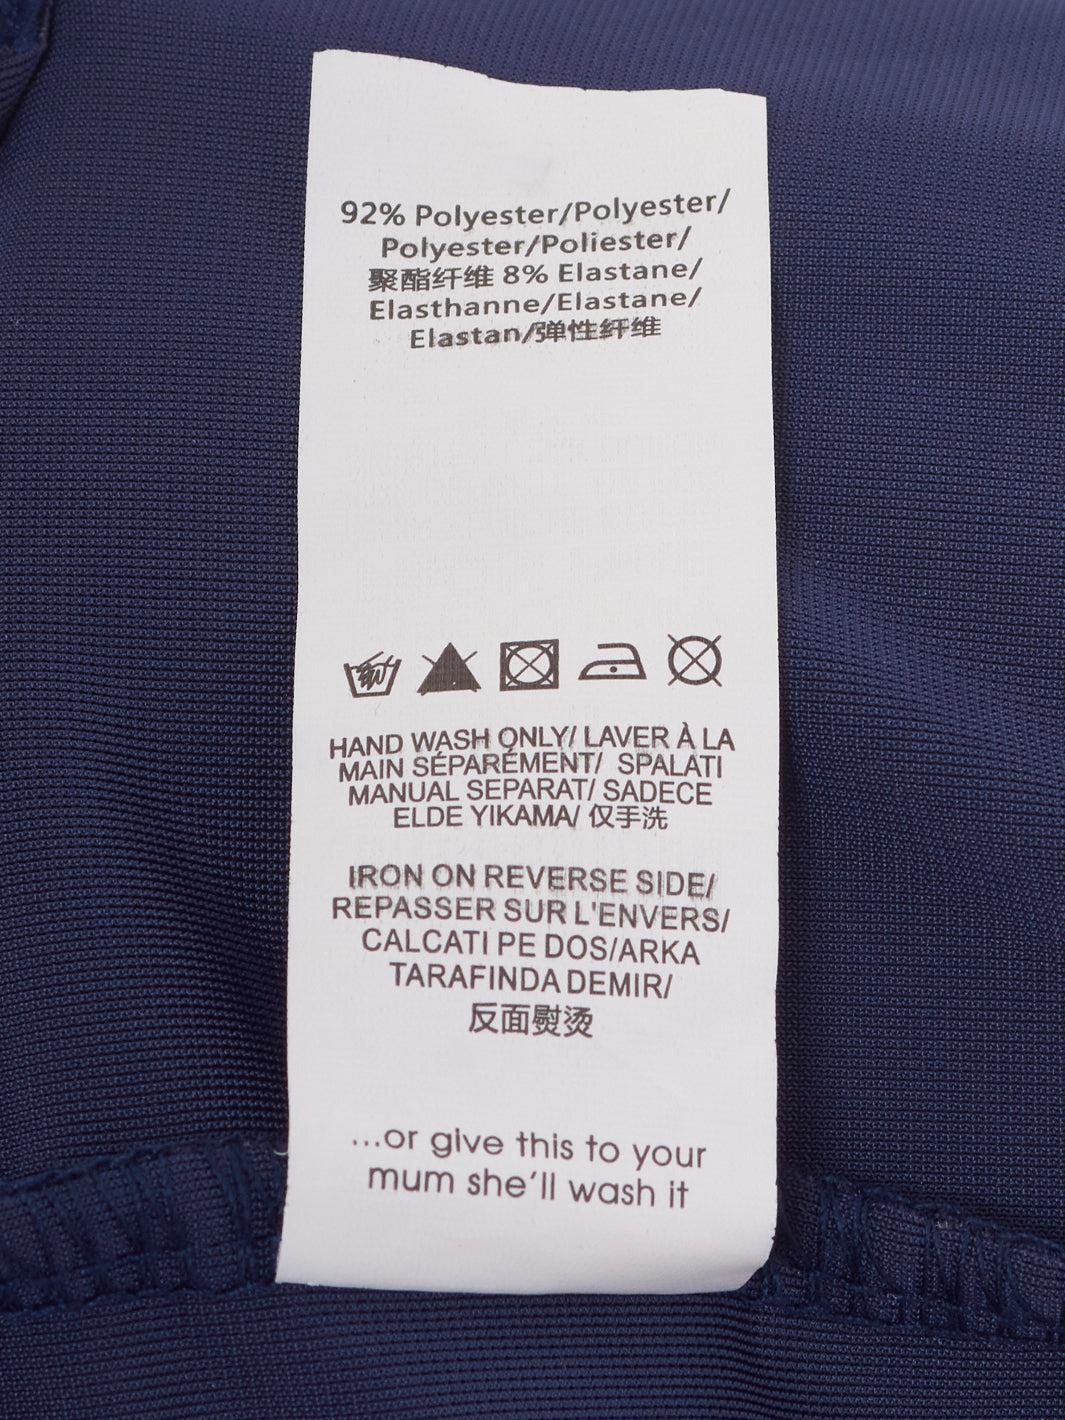 92% Polyester/Polyester/
Polyester/Poliester/
聚酯纤维 8% Elastane/
Elasthanne/Elastane/
Elastan/弹性纤维
HAND WASH ONLY/ LAVER À LA
MAIN SÉPARÉMENT/ SPALATI
MANUAL SEPARAT/ SADECE
ELDE YIKAMA/ 仅手洗
IRON ON REVERSE SIDE/
REPASSER SUR L'ENVERS/
CALCATI PE DOS/ARKA
TARAFINDA DEMIR/
反面熨烫
...or give this to your
mum she'll wash it